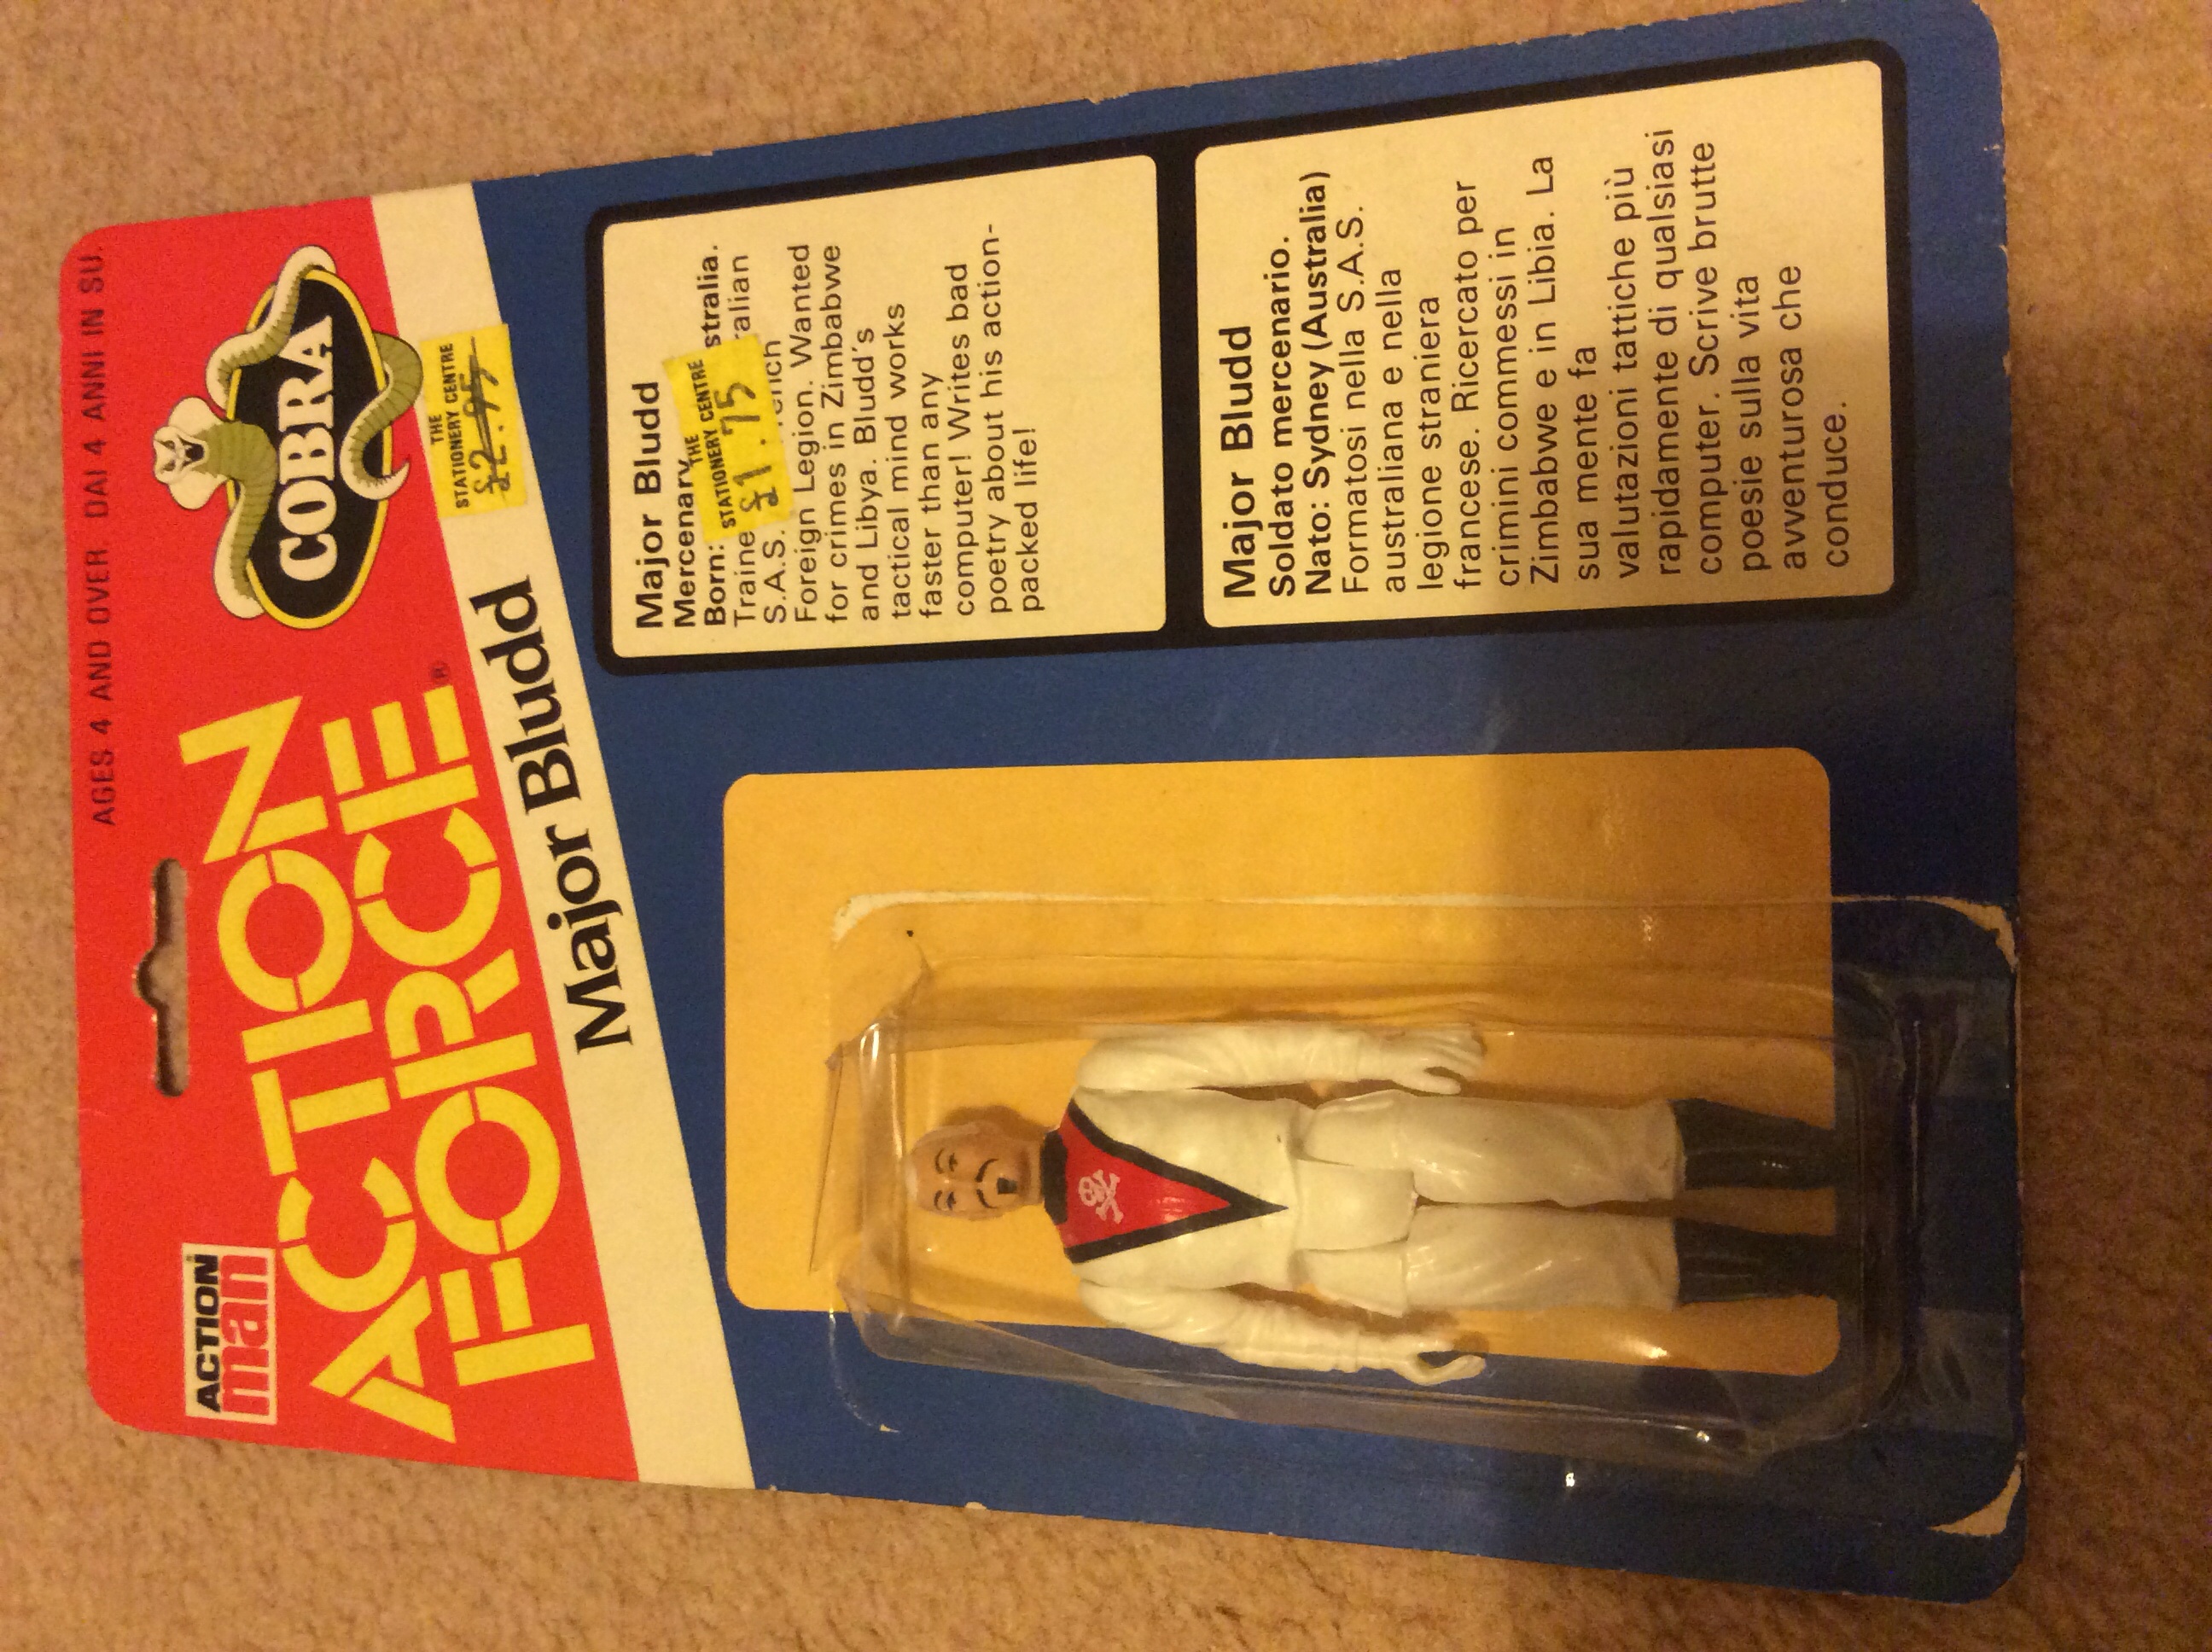 AGES 4 AND OVER. DAI 4 ANNI IN SU.
ACTION
man
ACTION
FORCE®
COBRA
Major Bludd
THE
STATIONERY CENTRE
£2.95
Major Bludd
Mercenary
THE
STATIONERY CENTRE
£1.75
Born: stralia.
Traine ralian
S.A.S. ench
Foreign Legion. Wanted
for crimes in Zimbabwe
and Libya. Bludd's
tactical mind works
faster than any
computer! Writes bad
poetry about his action-
packed life!
Major Bludd
Soldato mercenario.
Nato: Sydney (Australia)
Formatosi nella S.A.S.
australiana e nella
legione straniera
francese. Ricercato per
crimini commessi in
Zimbabwe e in Libia. La
sua mente fa
valutazioni tattiche più
rapidamente di qualsiasi
computer. Scrive brutte
poesie sulla vita
avventurosa che
conduce.